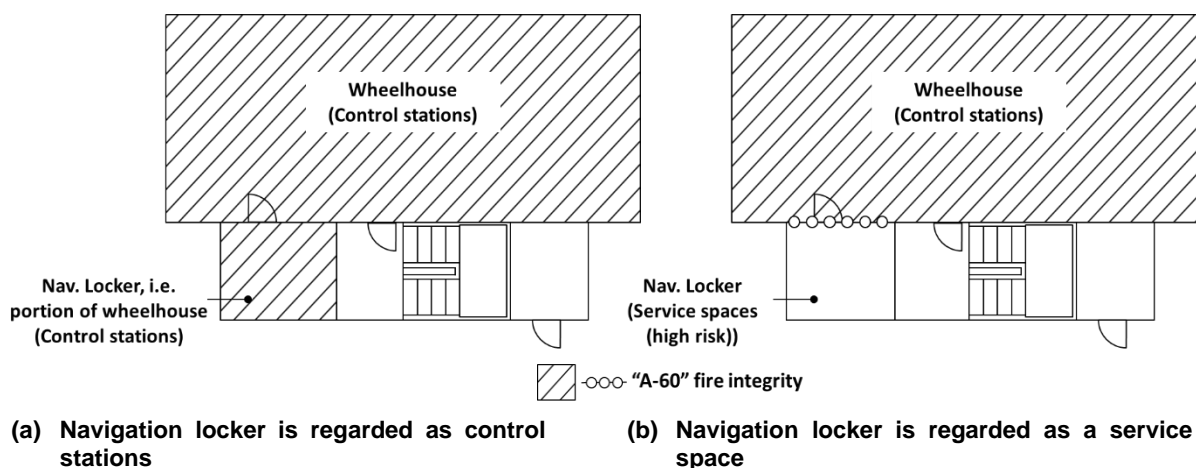 Wheelhouse
(Control stations)
Nav. Locker, i.e.
portion of wheelhouse
(Control stations)
Wheelhouse
(Control stations)
Nav. Locker
(Service spaces
(high risk))
“A-60” fire integrity
(a) Navigation locker is regarded as control
stations
(b) Navigation locker is regarded as a service
space